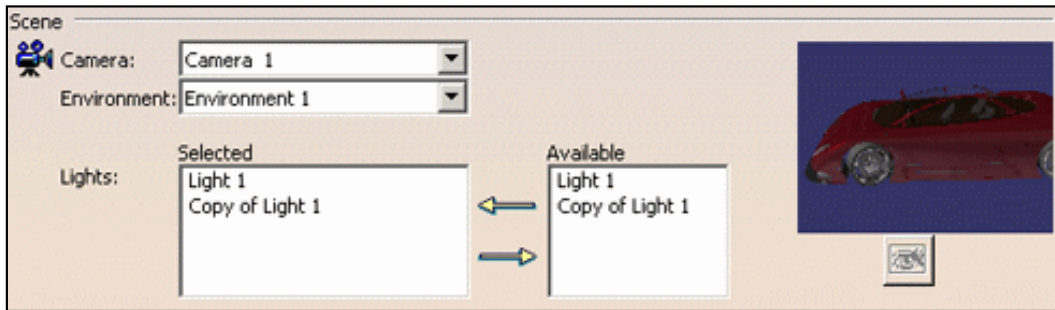 Scene
Camera: Camera 1
Environment: Environment 1
Selected Available
Lights: Light 1 Light 1
Copy of Light 1 Copy of Light 1